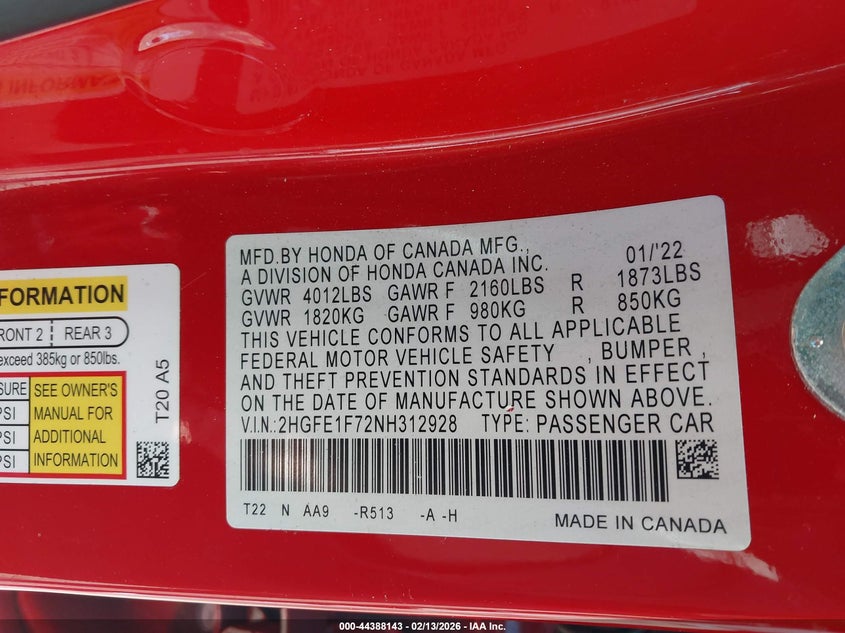 MFD.BY HONDA OF CANADA MFG., 01/'22
A DIVISION OF HONDA CANADA INC.
GVWR 4012LBS GAWR F 2160LBS R 1873LBS
GVWR 1820KG GAWR F 980KG R 850KG
THIS VEHICLE CONFORMS TO ALL APPLICABLE
FEDERAL MOTOR VEHICLE SAFETY , BUMPER ,
AND THEFT PREVENTION STANDARDS IN EFFECT
ON THE DATE OF MANUFACTURE SHOWN ABOVE.
V.I.N.:2HGFE1F72NH312928 TYPE: PASSENGER CAR
T22 N AA9 -R513 -A -H
MADE IN CANADA
FORMATION
FRONT 2 REAR 3
exceed 385kg or 850lbs.
SURE SEE OWNER'S
PSI MANUAL FOR
PSI ADDITIONAL
PSI INFORMATION
T20 A5
000-44388143 - 02/13/2026 - IAA Inc.